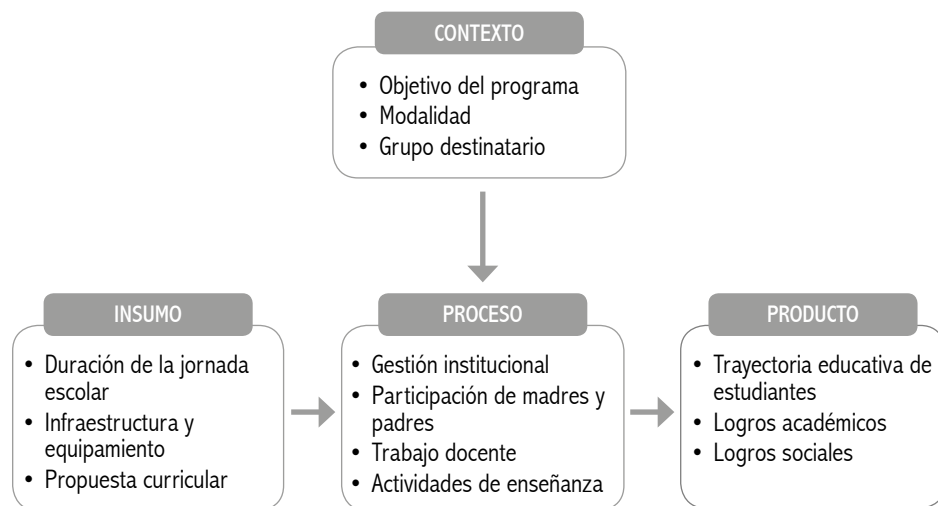 CONTEXTO
• Objetivo del programa
• Modalidad
• Grupo destinatario
INSUMO
• Duración de la jornada
escolar
• Infraestructura y
equipamiento
• Propuesta curricular
PROCESO
• Gestión institucional
• Participación de madres y
padres
• Trabajo docente
• Actividades de enseñanza
PRODUCTO
• Trayectoria educativa de
estudiantes
• Logros académicos
• Logros sociales